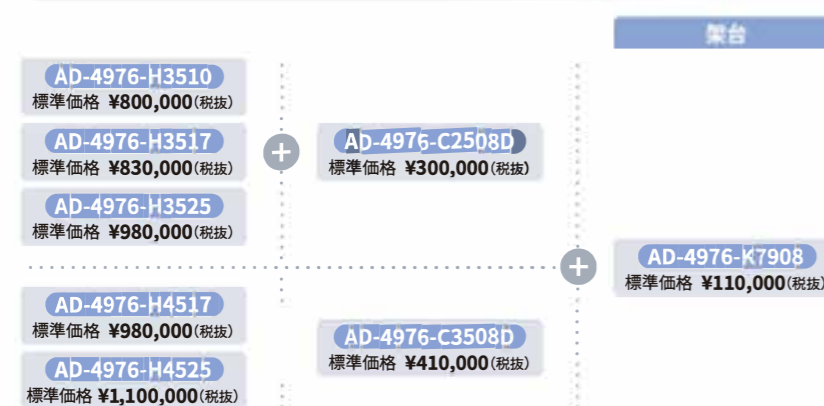 架台
AD-4976-H3510
標準価格 ¥800,000(税抜)
AD-4976-H3517
標準価格 ¥830,000(税抜)
AD-4976-H3525
標準価格 ¥980,000(税抜)
+
AD-4976-C2508D
標準価格 ¥300,000(税抜)
+
AD-4976-K7908
標準価格 ¥110,000(税抜)
AD-4976-H4517
標準価格 ¥980,000(税抜)
AD-4976-H4525
標準価格 ¥1,100,000(税抜)
AD-4976-C3508D
標準価格 ¥410,000(税抜)